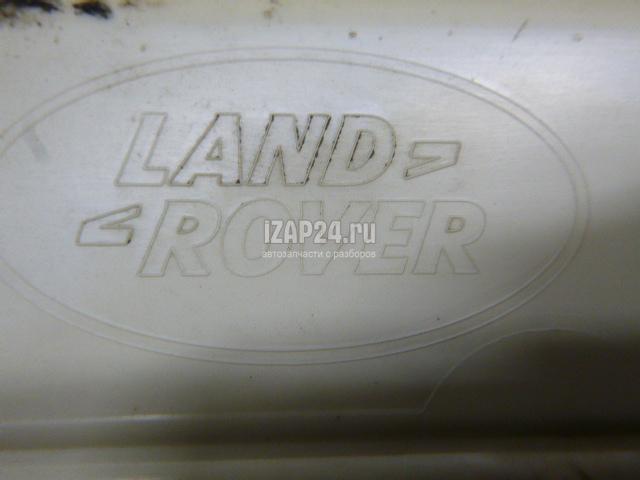 LAND
ROVER
iZAP24.ru
автозапчасти с разборов